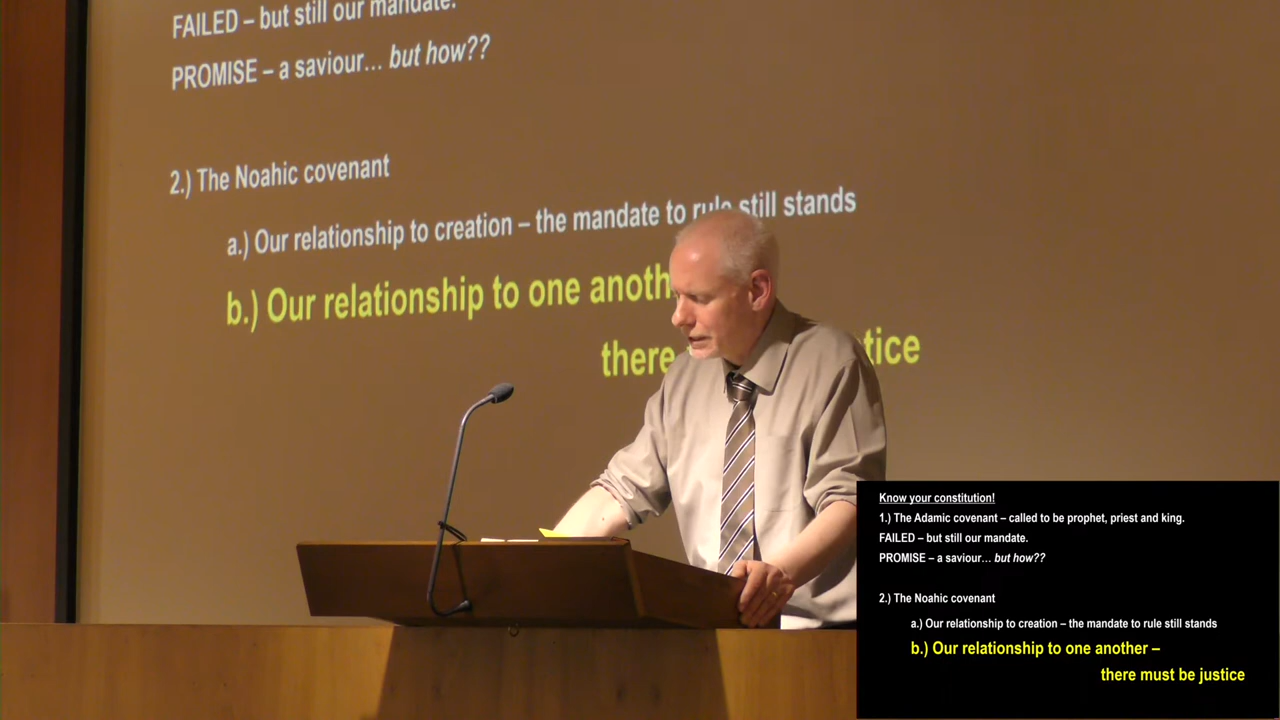 FAILED – but still our mandate.
PROMISE – a saviour… but how??
2.) The Noahic covenant
a.) Our relationship to creation – the mandate to rule still stands
b.) Our relationship to one anoth
there tice
Know your constitution!
1.) The Adamic covenant – called to be prophet, priest and king.
FAILED – but still our mandate.
PROMISE – a saviour… but how??
2.) The Noahic covenant
a.) Our relationship to creation – the mandate to rule still stands
b.) Our relationship to one another –
there must be justice